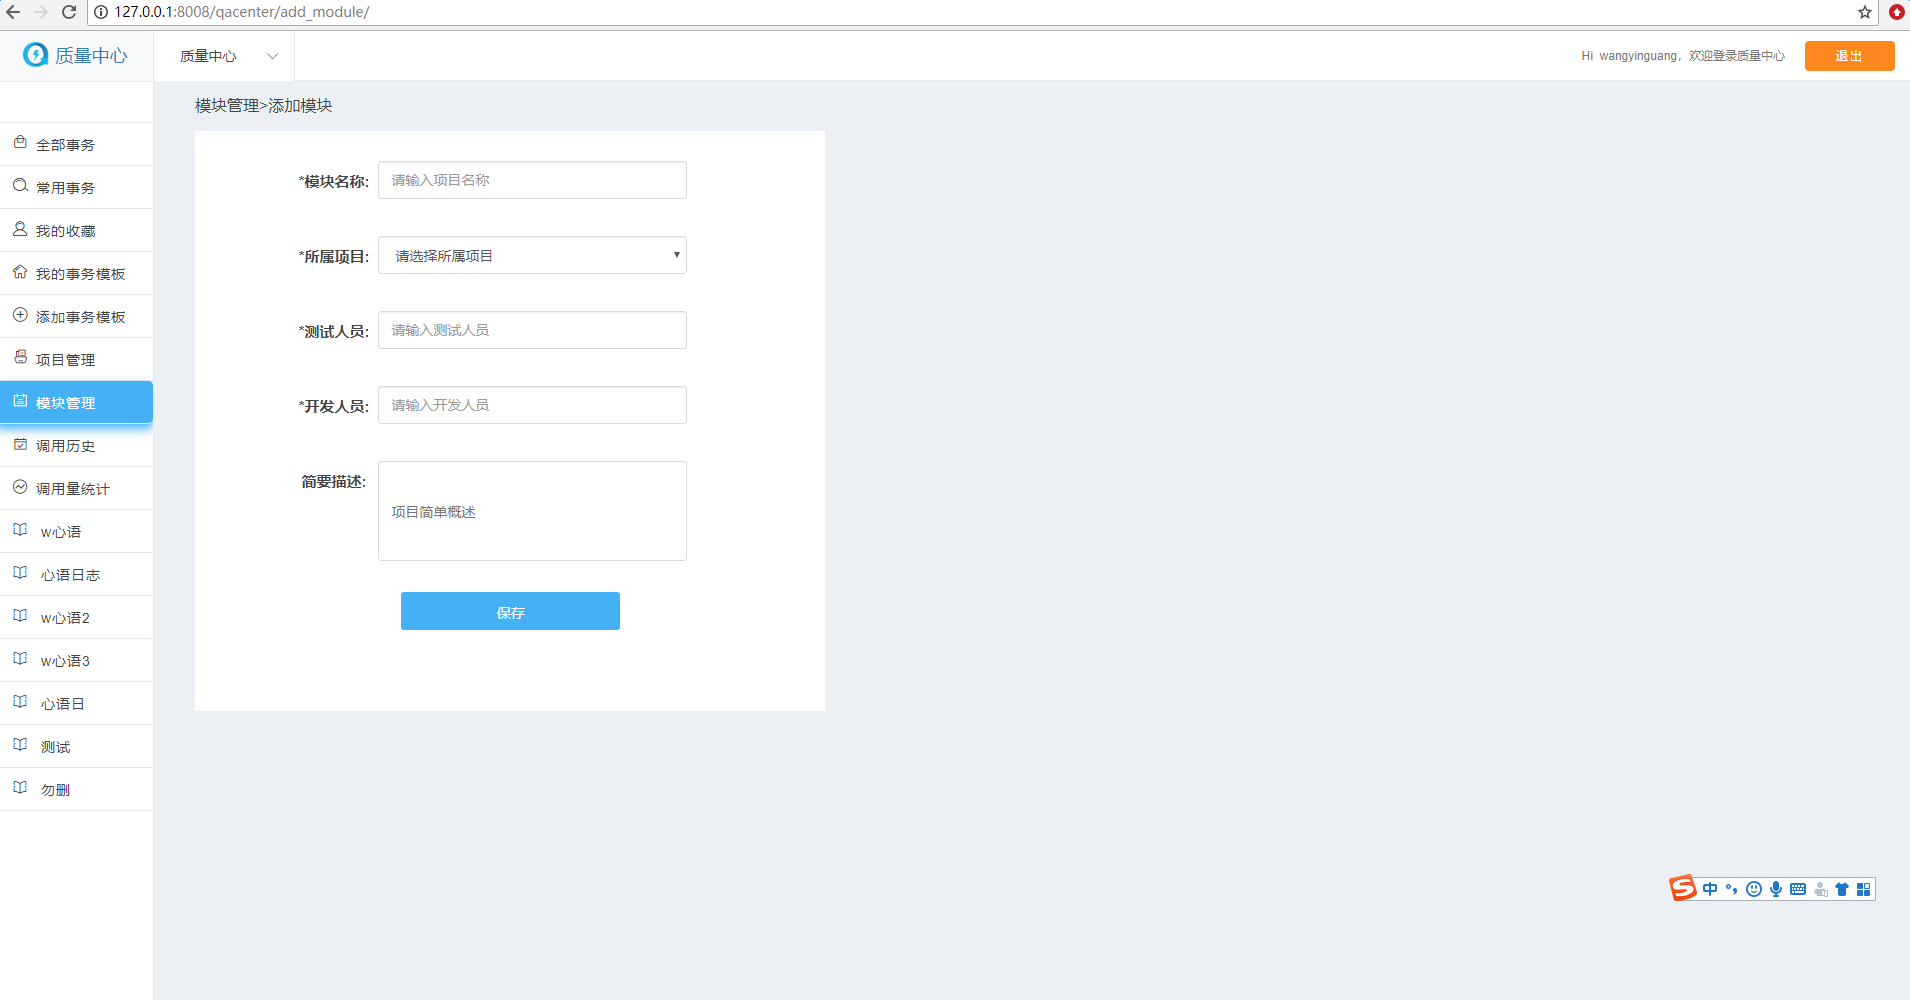 127.0.0.1:8008/qacenter/add_module/
质量中心
质量中心
Hi wangyinguang，欢迎登录质量中心
退出
模块管理>添加模块
全部事务
常用事务
我的收藏
我的事务模板
添加事务模板
项目管理
模块管理
调用历史
调用量统计
w心语
心语日志
w心语2
w心语3
心语日
测试
勿删
*模块名称:
请输入项目名称
*所属项目:
请选择所属项目
*测试人员:
请输入测试人员
*开发人员:
请输入开发人员
简要描述:
项目简单概述
保存
S中